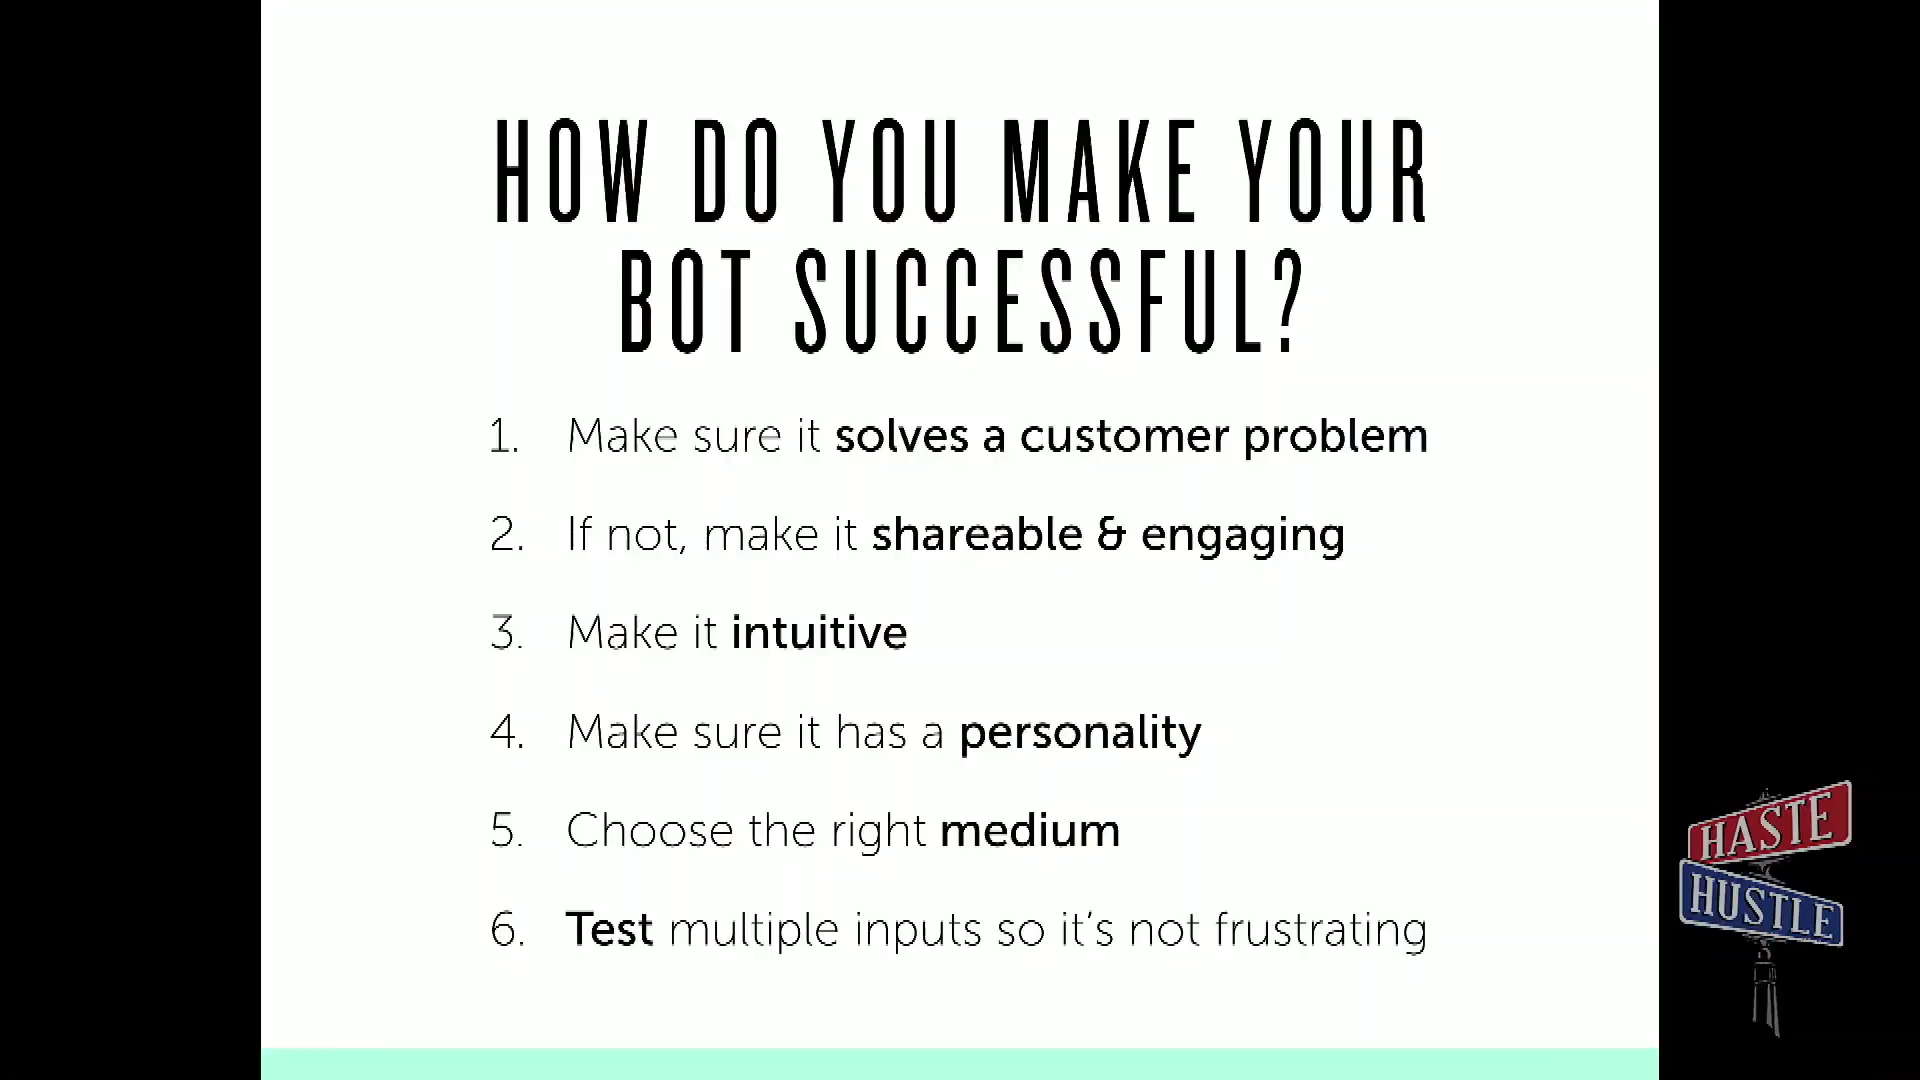 HOW DO YOU MAKE YOUR
BOT SUCCESSFUL?
1. Make sure it solves a customer problem
2. If not, make it shareable & engaging
3. Make it intuitive
4. Make sure it has a personality
5. Choose the right medium
6. Test multiple inputs so it's not frustrating
HASTE
HUSTLE